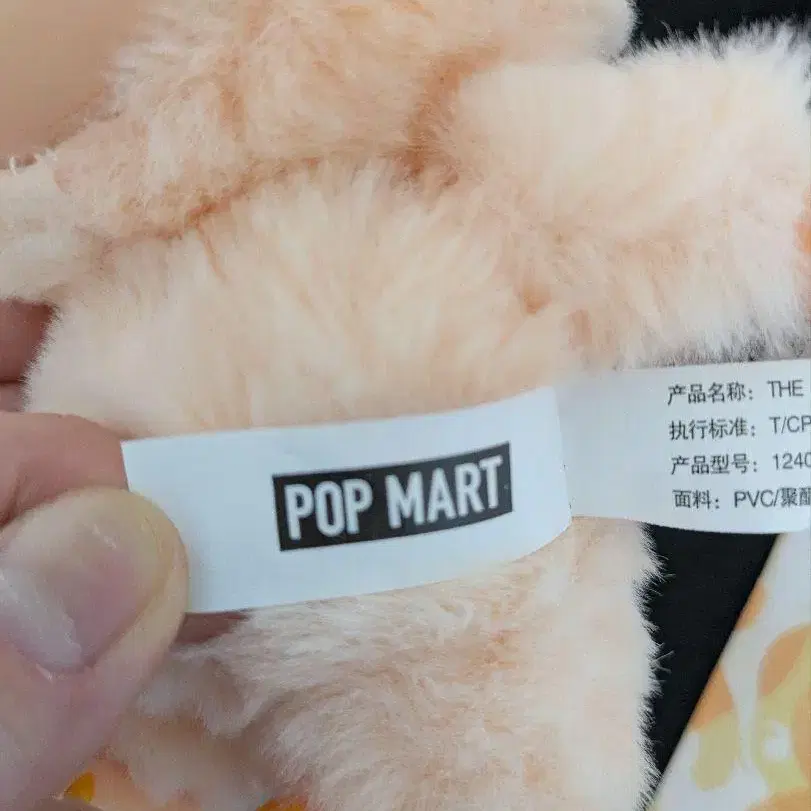 POP MART
产品名称：THE
执行标准：T/CP
产品型号：1240
面料：PVC/聚酯